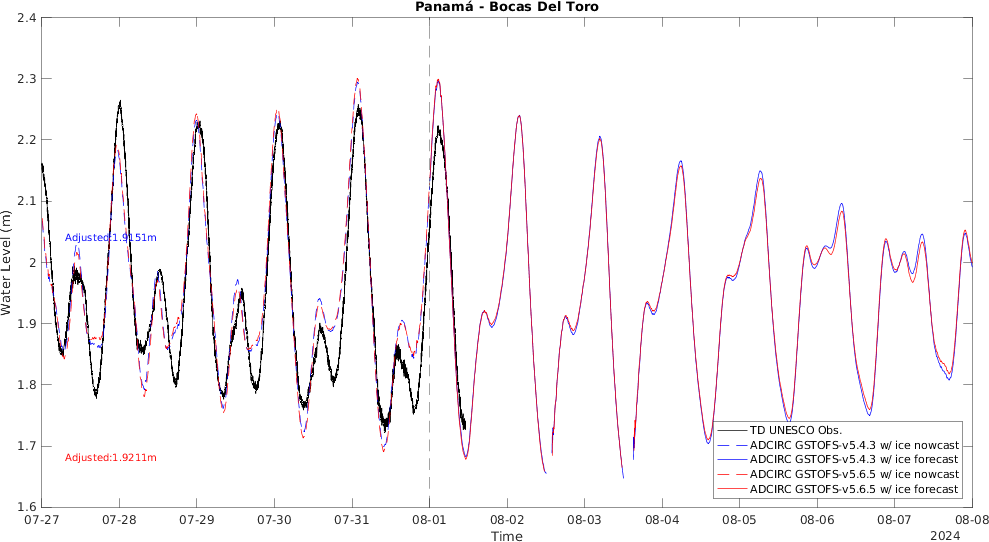 Panamá - Bocas Del Toro
2.4
2.3
2.2
2.1
2
1.9
1.8
1.7
1.6
Water Level (m)
Adjusted:1.9151m
Adjusted:1.9211m
TD UNESCO Obs.
ADCIRC GSTOFS-v5.4.3 w/ ice nowcast
ADCIRC GSTOFS-v5.4.3 w/ ice forecast
ADCIRC GSTOFS-v5.6.5 w/ ice nowcast
ADCIRC GSTOFS-v5.6.5 w/ ice forecast
07-27 07-28 07-29 07-30 07-31 08-01 08-02 08-03 08-04 08-05 08-06 08-07 08-08
Time
2024